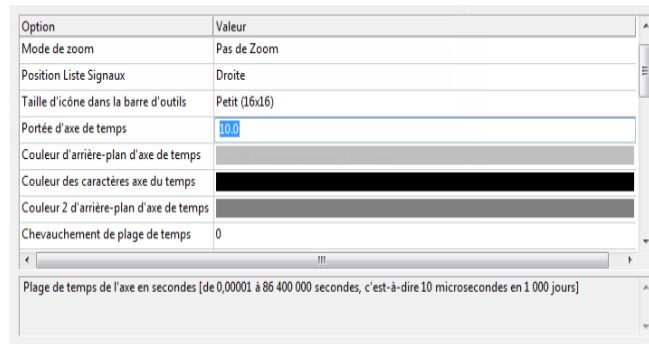 Option Valeur
Mode de zoom Pas de Zoom
Position Liste Signaux Droite
Taille d'icône dans la barre d'outils Petit (16x16)
Portée d'axe de temps 10.0
Couleur d'arrière-plan d'axe de temps
Couleur des caractères axe du temps
Couleur 2 d'arrière-plan d'axe de temps
Chevauchement de plage de temps 0
Plage de temps de l'axe en secondes [de 0,00001 à 86 400 000 secondes, c'est-à-dire 10 microsecondes en 1 000 jours]